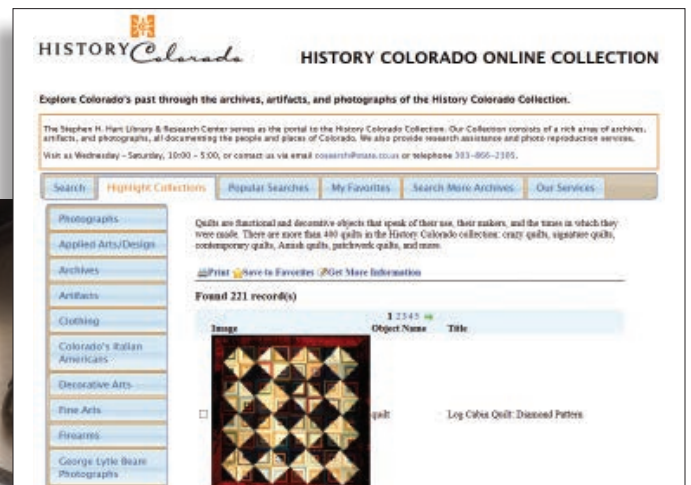 HISTORY Colorado
HISTORY COLORADO ONLINE COLLECTION
Explore Colorado's past through the archives, artifacts, and photographs of the History Colorado Collection.
The Stephen H. Hart Library & Research Center serves as the portal to the History Colorado Collection. Our Collection consists of a rich array of archives,
artifacts, and photographs, all documenting the people and places of Colorado. We also provide research assistance and photo reproduction services.
Visit us Wednesday - Saturday, 10:00 - 5:00, or contact us via email cosearch@state.co.us or telephone 303-866-2305.
Search Highlight Collections Popular Searches My Favorites Search More Archives Our Services
Photographs
Applied Arts/Design
Archives
Artifacts
Clothing
Colorado's Italian
Americans
Decorative Arts
Fine Arts
Firearms
George Lytle Beam
Photographs
Quilts are functional and decorative objects that speak of their use, their makers, and the times in which they
were made. There are more than 400 quilts in the History Colorado collection: crazy quilts, signature quilts,
contemporary quilts, Amish quilts, patchwork quilts, and more.
Print Save to Favorites Get More Information
Found 221 record(s)
1 2 3 4 5
Image Object Name Title
quilt Log Cabin Quilt: Diamond Pattern